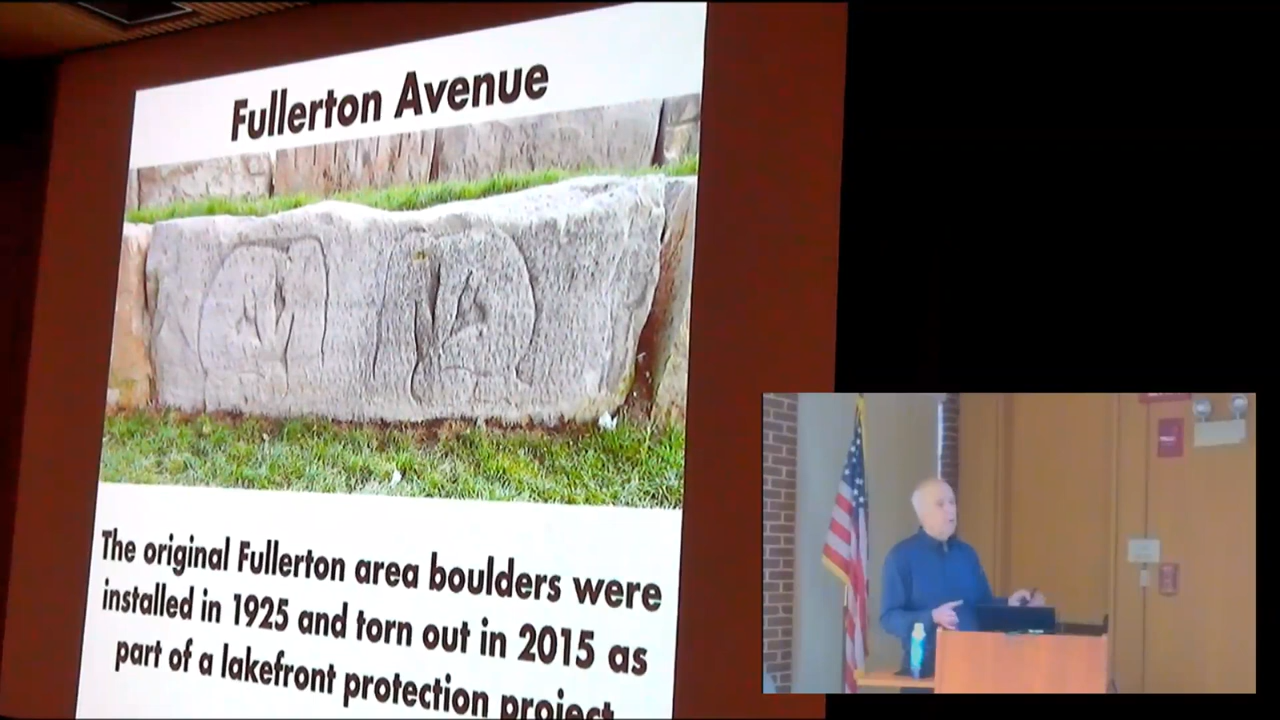 Fullerton Avenue
The original Fullerton area boulders were
installed in 1925 and torn out in 2015 as
part of a lakefront protection project